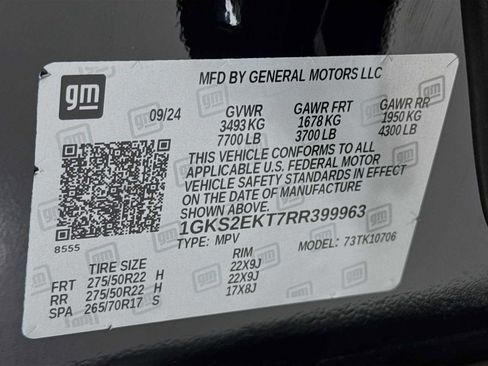 gm
MFD BY GENERAL MOTORS LLC
09/24 GVWR GAWR FRT GAWR RR
3493 KG 1678 KG 1950 KG
7700 LB 3700 LB 4300 LB
THIS VEHICLE CONFORMS TO ALL
APPLICABLE U.S. FEDERAL MOTOR
VEHICLE SAFETY STANDARDS IN EFFECT
ON THE DATE OF MANUFACTURE
SHOWN ABOVE.
1GKS2EKT7RR399963
8555 TYPE: MPV MODEL: 73TK10706
TIRE SIZE RIM
FRT 275/50R22 H 22X9J
RR 275/50R22 H 22X9J
SPA 265/70R17 S 17X8J